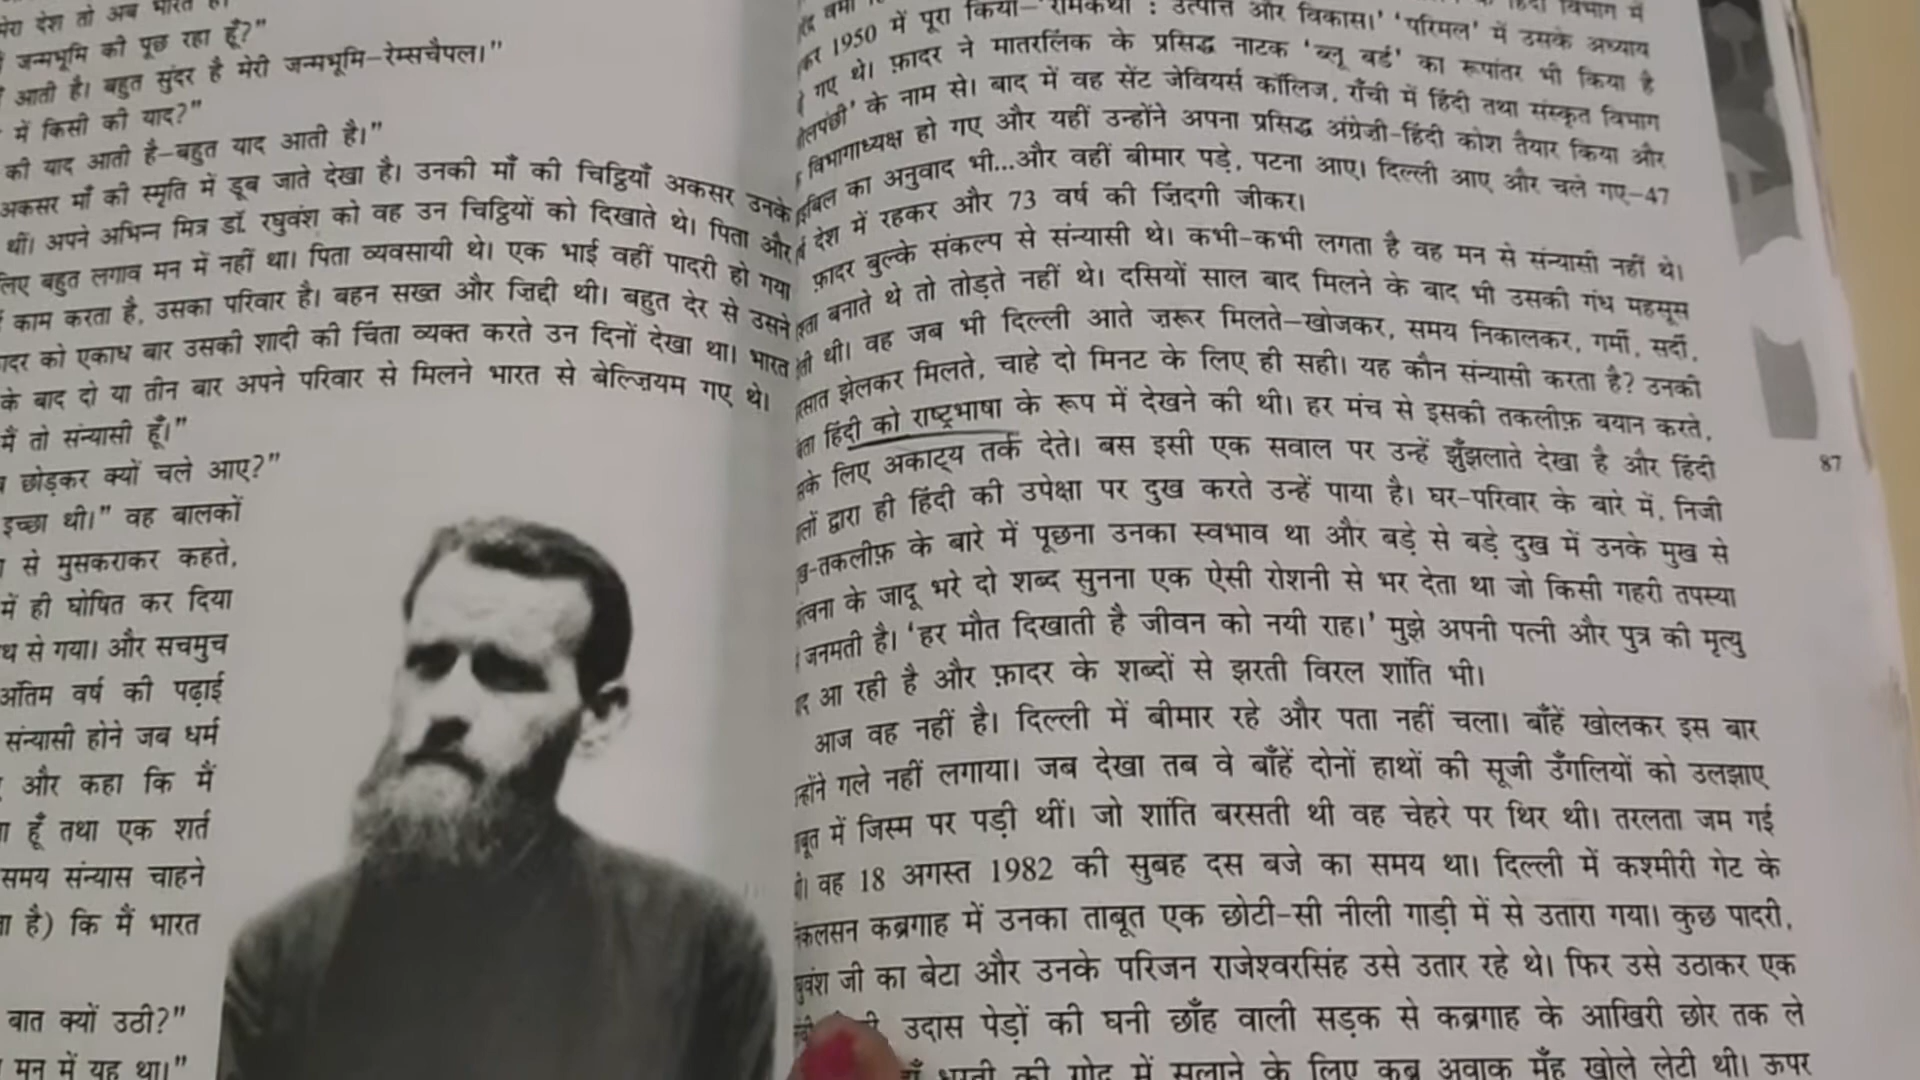 मेरा देश तो अब भारत है।
जन्मभूमि की पूछ रहा हूँ?”
आती है। बहुत सुंदर है मेरी जन्मभूमि-रेम्सचैपल।”
में किसी की याद?”
की याद आती है-बहुत याद आती है।”
अकसर माँ की स्मृति में डूब जाते देखा है। उनकी माँ की चिट्ठियाँ अकसर उनके
थीं। अपने अभिन्न मित्र डॉ. रघुवंश को वह उन चिट्ठियों को दिखाते थे। पिता और
लिए बहुत लगाव मन में नहीं था। पिता व्यवसायी थे। एक भाई वहीं पादरी हो गया
काम करता है, उसका परिवार है। बहन सख्त और ज़िद्दी थी। बहुत देर से उसने
को एकाध बार उसकी शादी की चिंता व्यक्त करते उन दिनों देखा था। भारत
के बाद दो या तीन बार अपने परिवार से मिलने भारत से बेल्जियम गए थे।
मैं तो संन्यासी हूँ।”
छोड़कर क्यों चले आए?”
इच्छा थी।” वह बालकों
से मुसकराकर कहते,
में ही घोषित कर दिया
से गया। और सचमुच
अंतिम वर्ष की पढ़ाई
संन्यासी होने जब धर्म
और कहा कि मैं
हूँ तथा एक शर्त
समय संन्यास चाहने
है) कि मैं भारत
बात क्यों उठी?”
मन में यह था।”
हिंदी विभाग में
1950 में पूरा किया-‘रामकथा : उत्पत्ति और विकास।’ ‘परिमल’ में उसके अध्याय
गए थे। फ़ादर ने मातरलिंक के प्रसिद्ध नाटक ‘ब्लू बर्ड’ का रूपांतर भी किया है
के नाम से। बाद में वह सेंट जेवियर्स कॉलिज, राँची में हिंदी तथा संस्कृत विभाग
विभागाध्यक्ष हो गए और यहीं उन्होंने अपना प्रसिद्ध अंग्रेज़ी-हिंदी कोश तैयार किया और
का अनुवाद भी...और वहीं बीमार पड़े, पटना आए। दिल्ली आए और चले गए-47
देश में रहकर और 73 वर्ष की ज़िंदगी जीकर।
फ़ादर बुल्के संकल्प से संन्यासी थे। कभी-कभी लगता है वह मन से संन्यासी नहीं थे।
बनाते थे तो तोड़ते नहीं थे। दसियों साल बाद मिलने के बाद भी उसकी गंध महसूस
थी। वह जब भी दिल्ली आते ज़रूर मिलते-खोजकर, समय निकालकर, गर्मी, सर्दी,
झेलकर मिलते, चाहे दो मिनट के लिए ही सही। यह कौन संन्यासी करता है? उनकी
हिंदी को राष्ट्रभाषा के रूप में देखने की थी। हर मंच से इसकी तकलीफ़ बयान करते,
के लिए अकाट्य तर्क देते। बस इसी एक सवाल पर उन्हें झुँझलाते देखा है और हिंदी
द्वारा ही हिंदी की उपेक्षा पर दुख करते उन्हें पाया है। घर-परिवार के बारे में, निजी
-तकलीफ़ के बारे में पूछना उनका स्वभाव था और बड़े से बड़े दुख में उनके मुख से
के जादू भरे दो शब्द सुनना एक ऐसी रोशनी से भर देता था जो किसी गहरी तपस्या
जनमती है। ‘हर मौत दिखाती है जीवन को नयी राह।’ मुझे अपनी पत्नी और पुत्र की मृत्यु
आ रही है और फ़ादर के शब्दों से झरती विरल शांति भी।
आज वह नहीं है। दिल्ली में बीमार रहे और पता नहीं चला। बाँहें खोलकर इस बार
गले नहीं लगाया। जब देखा तब वे बाँहें दोनों हाथों की सूजी उँगलियों को उलझाए
में जिस्म पर पड़ी थीं। जो शांति बरसती थी वह चेहरे पर थिर थी। तरलता जम गई
वह 18 अगस्त 1982 की सुबह दस बजे का समय था। दिल्ली में कश्मीरी गेट के
कब्रगाह में उनका ताबूत एक छोटी-सी नीली गाड़ी में से उतारा गया। कुछ पादरी,
जी का बेटा और उनके परिजन राजेश्वरसिंह उसे उतार रहे थे। फिर उसे उठाकर एक
उदास पेड़ों की घनी छाँह वाली सड़क से कब्रगाह के आखिरी छोर तक ले
धरती की गोद में सुलाने के लिए कब्र अवाक् मुँह खोले लेटी थी। ऊपर
87